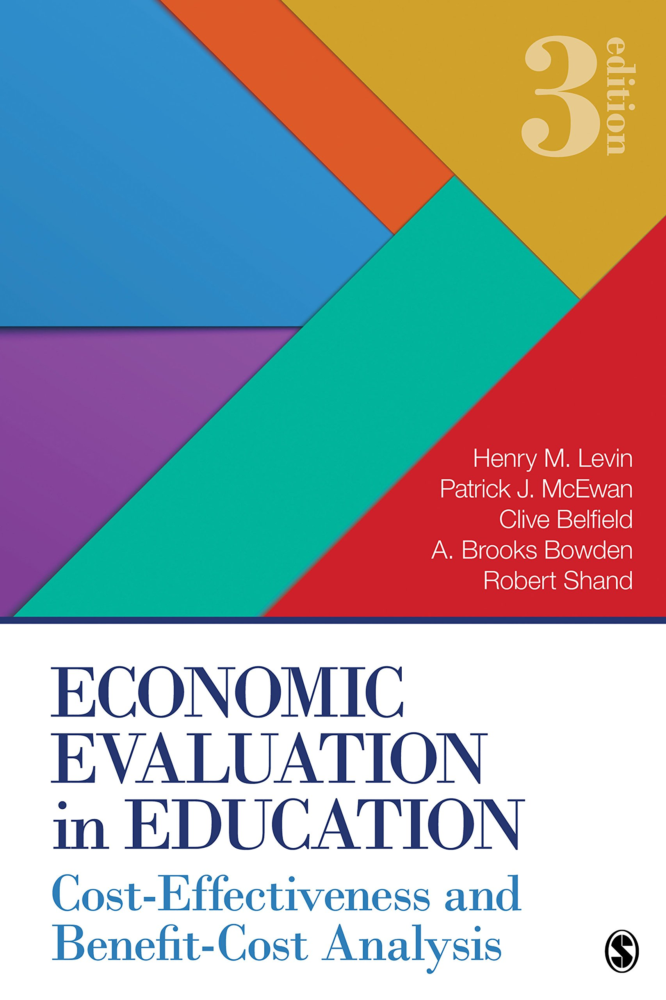 3
edition
Henry M. Levin
Patrick J. McEwan
Clive Belfield
A. Brooks Bowden
Robert Shand
ECONOMIC
EVALUATION
in EDUCATION
Cost-Effectiveness and
Benefit-Cost Analysis
S